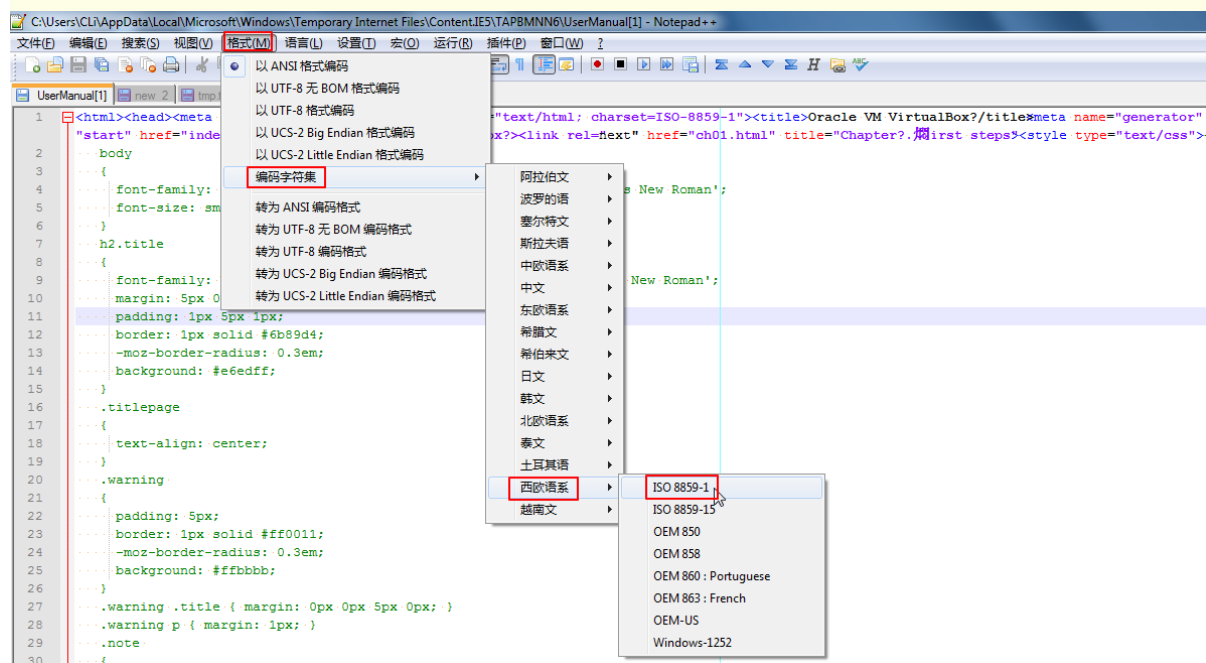 C:\Users\CLi\AppData\Local\Microsoft\Windows\Temporary Internet Files\Content.IE5\TAPBMNN6\UserManual[1] - Notepad++
文件(F) 编辑(E) 搜索(S) 视图(V) 格式(M) 语言(L) 设置(T) 宏(O) 运行(R) 插件(P) 窗口(W) ?
UserManual[1] new 2 tmp.
以 ANSI 格式编码
以 UTF-8 无 BOM 格式编码
以 UTF-8 格式编码
以 UCS-2 Big Endian 格式编码
以 UCS-2 Little Endian 格式编码
编码字符集
转为 ANSI 编码格式
转为 UTF-8 无 BOM 编码格式
转为 UTF-8 编码格式
转为 UCS-2 Big Endian 编码格式
转为 UCS-2 Little Endian 编码格式
阿拉伯文
波罗的语
塞尔特文
斯拉夫语
中欧语系
中文
东欧语系
希腊文
希伯来文
日文
韩文
北欧语系
泰文
土耳其语
西欧语系
越南文
ISO 8859-1
ISO 8859-15
OEM 850
OEM 858
OEM 860 : Portuguese
OEM 863 : French
OEM-US
Windows-1252
1 <html><head><meta "text/html; charset=ISO-8859-1"><title>Oracle VM VirtualBox?/title meta name="generator"
"start" href="inde x?><link rel= ext" href="ch01.html" title="Chapter?. irst steps <style type="text/css">
2 body
3 {
4 font-family: s New Roman';
5 font-size: sm
6 }
7 h2.title
8 {
9 font-family: New Roman';
10 margin: 5px 0
11 padding: 1px 5px 1px;
12 border: 1px solid #6b89d4;
13 -moz-border-radius: 0.3em;
14 background: #e6edff;
15 }
16 .titlepage
17 {
18 text-align: center;
19 }
20 .warning
21 {
22 padding: 5px;
23 border: 1px solid #ff0011;
24 -moz-border-radius: 0.3em;
25 background: #ffbbbb;
26 }
27 .warning .title { margin: 0px 0px 5px 0px; }
28 .warning p { margin: 1px; }
29 .note
30 {